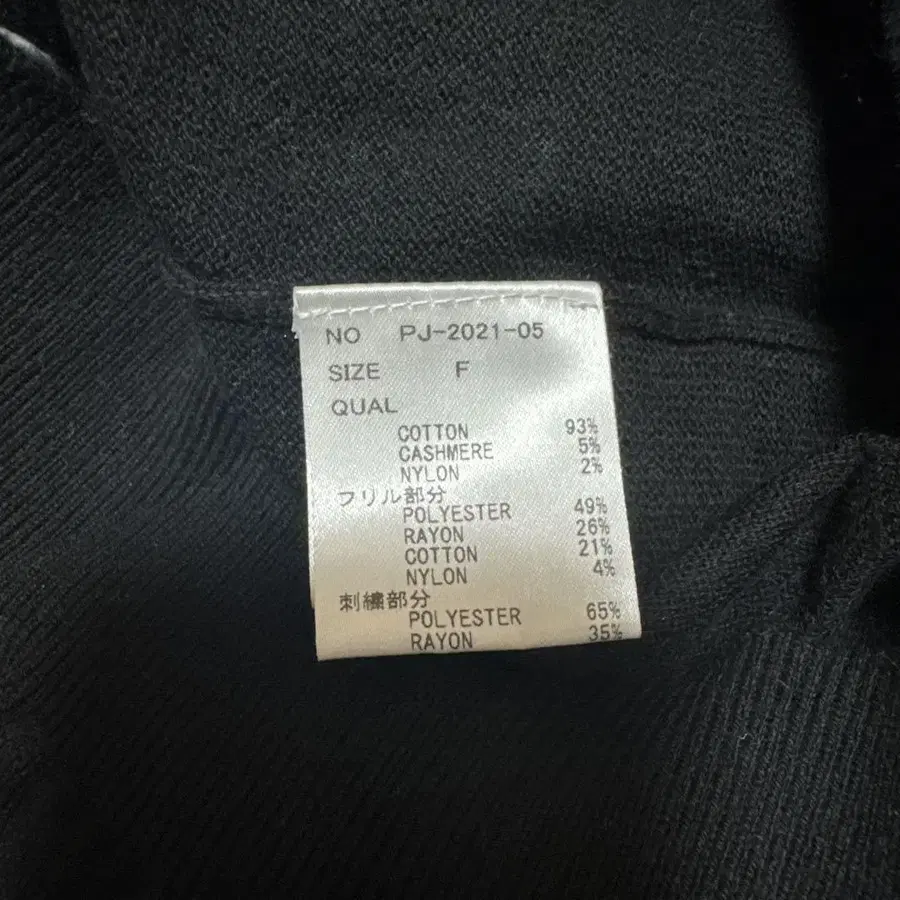 NO PJ-2021-05
SIZE F
QUAL
COTTON 93%
CASHMERE 5%
NYLON 2%
フリル部分
POLYESTER 49%
RAYON 26%
COTTON 21%
NYLON 4%
刺繍部分
POLYESTER 65%
RAYON 35%